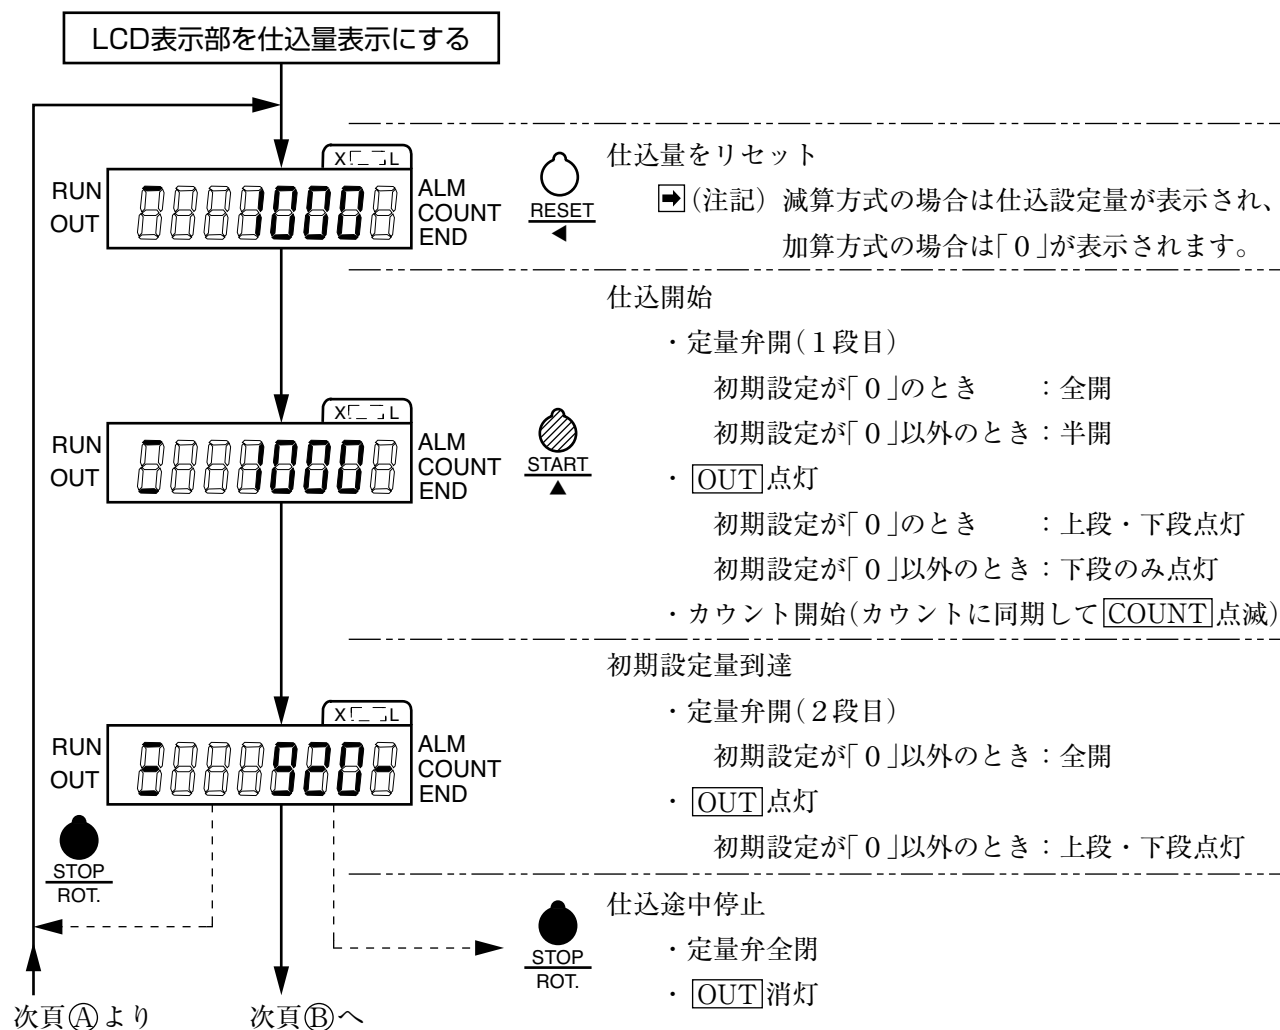 LCD表示部を仕込量表示にする
X L
RUN
OUT
1000
ALM
COUNT
END
RESET
仕込量をリセット
(注記) 減算方式の場合は仕込設定量が表示され、
加算方式の場合は「0」が表示されます。
X L
RUN
OUT
1000
ALM
COUNT
END
START
仕込開始
・定量弁開(1段目)
初期設定が「0」のとき :全開
初期設定が「0」以外のとき:半開
・OUT点灯
初期設定が「0」のとき :上段・下段点灯
初期設定が「0」以外のとき:下段のみ点灯
・カウント開始(カウントに同期してCOUNT点滅)
X L
RUN
OUT
920-
ALM
COUNT
END
初期設定量到達
・定量弁開(2段目)
初期設定が「0」以外のとき:全開
・OUT点灯
初期設定が「0」以外のとき:上段・下段点灯
STOP
ROT.
STOP
ROT.
仕込途中停止
・定量弁全閉
・OUT消灯
次頁Ⓐより
次頁Ⓑへ